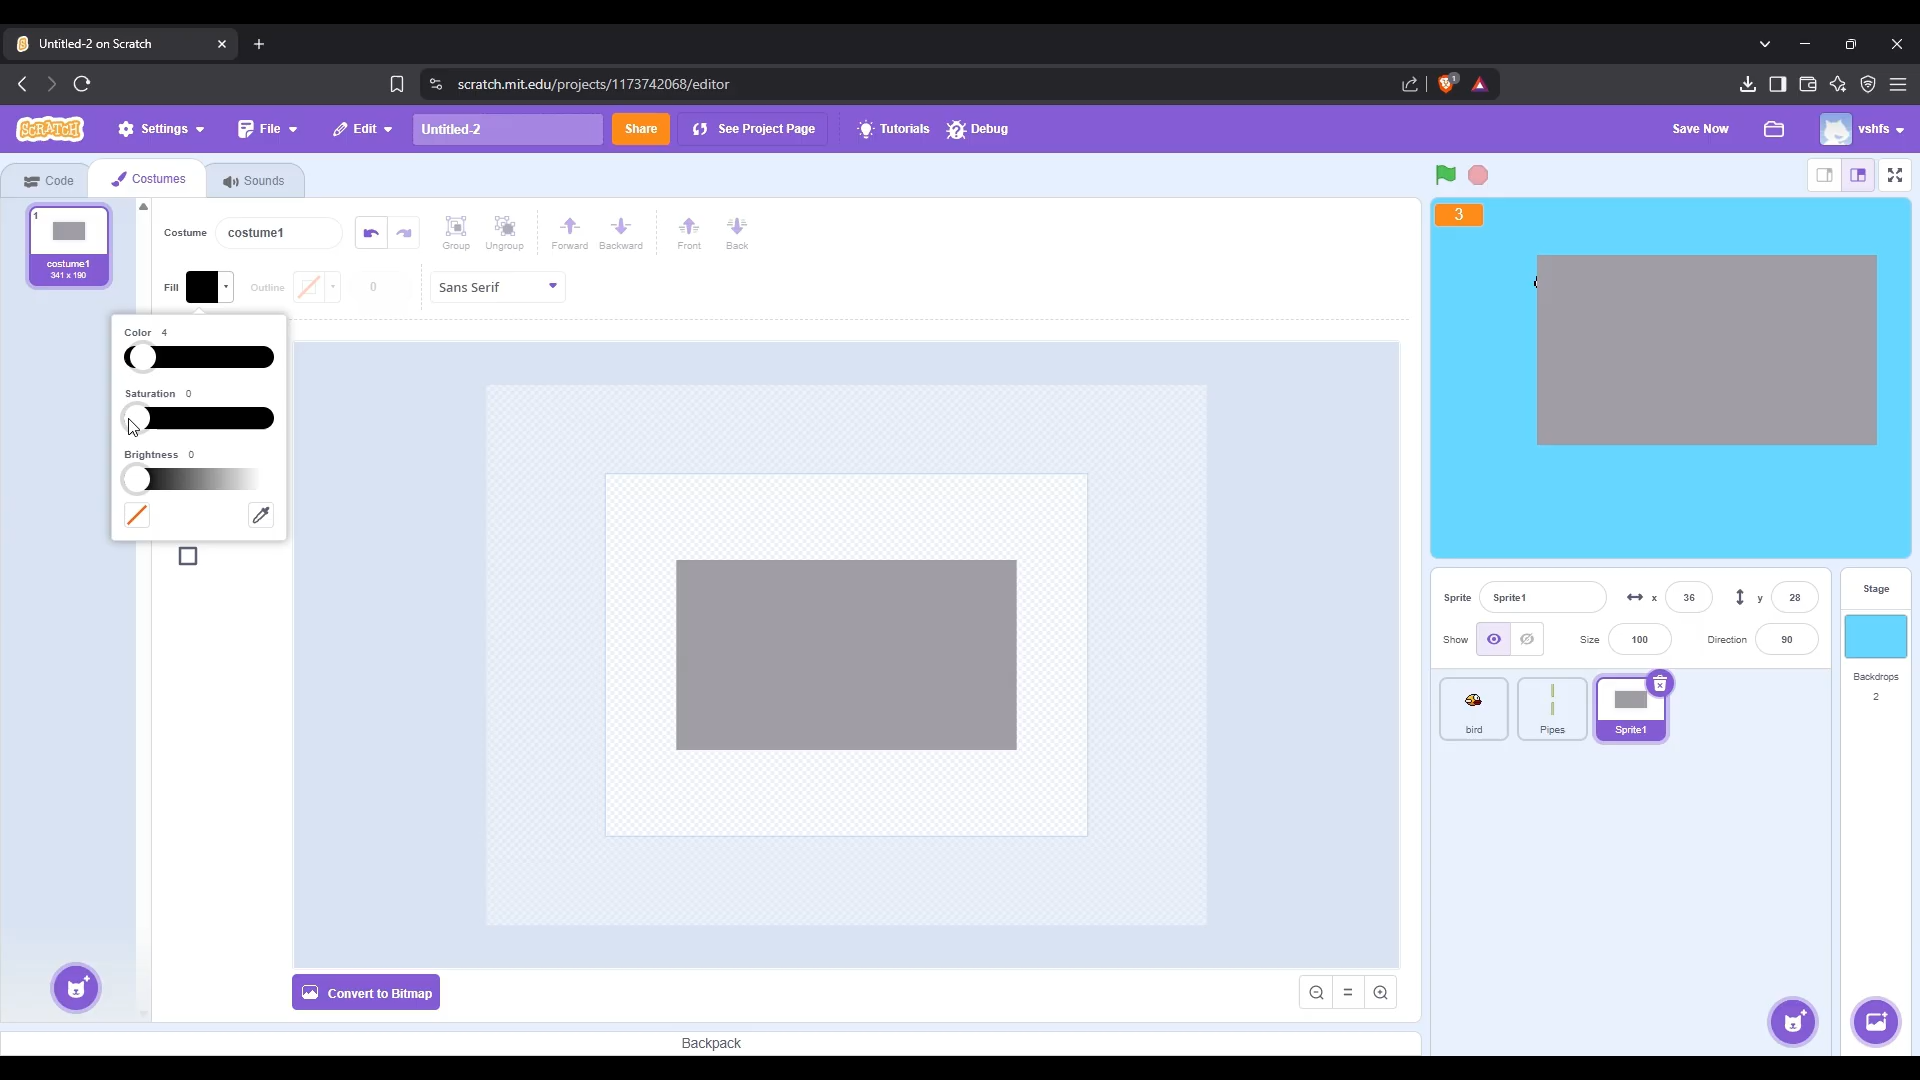 Untitled-2 on Scratch
scratch.mit.edu/projects/1173742068/editor
1
SCRATCH
Settings
File
Edit
Untitled-2
Share
See Project Page
Tutorials
Debug
Save Now
vshfs
Code
Costumes
Sounds
1
costume1
341 x 190
Costume
costume1
Group
Ungroup
Forward
Backward
Front
Back
Fill
Outline
0
Sans Serif
Color 4
Saturation 0
Brightness 0
Convert to Bitmap
Backpack
3
Sprite
Sprite1
x
36
y
28
Show
Size
100
Direction
90
bird
Pipes
Sprite1
Stage
Backdrops
2